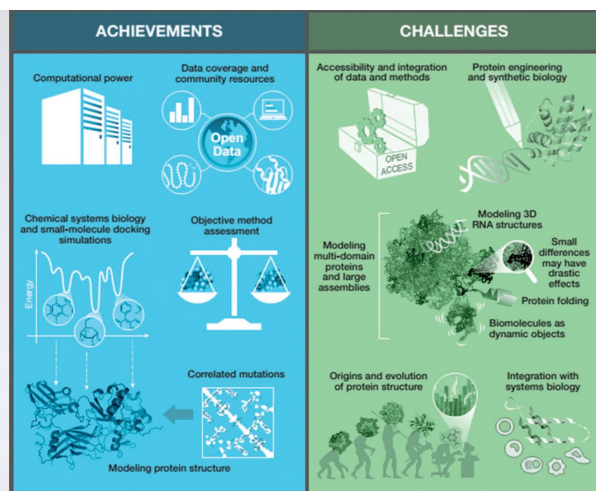 ACHIEVEMENTS
Computational power
Data coverage and
community resources
Open
Data
Chemical systems biology
and small-molecule docking
simulations
Energy
Objective method
assessment
Correlated mutations
Modeling protein structure
CHALLENGES
Accessibility and integration
of data and methods
OPEN
ACCESS
Protein engineering
and synthetic biology
Modeling
multi-domain
proteins
and large
assemblies
Modeling 3D
RNA structures
Small
differences
may have
drastic
effects
Protein folding
Biomolecules as
dynamic objects
Origins and evolution
of protein structure
Integration with
systems biology